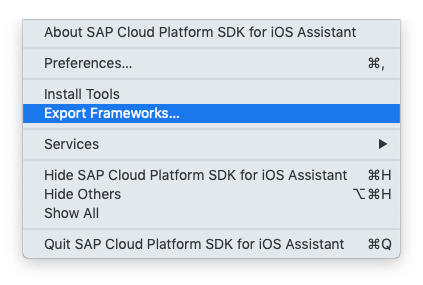 About SAP Cloud Platform SDK for iOS Assistant
Preferences... ⌘,
Install Tools
Export Frameworks...
Services ▶
Hide SAP Cloud Platform SDK for iOS Assistant ⌘H
Hide Others ⌥⌘H
Show All
Quit SAP Cloud Platform SDK for iOS Assistant ⌘Q